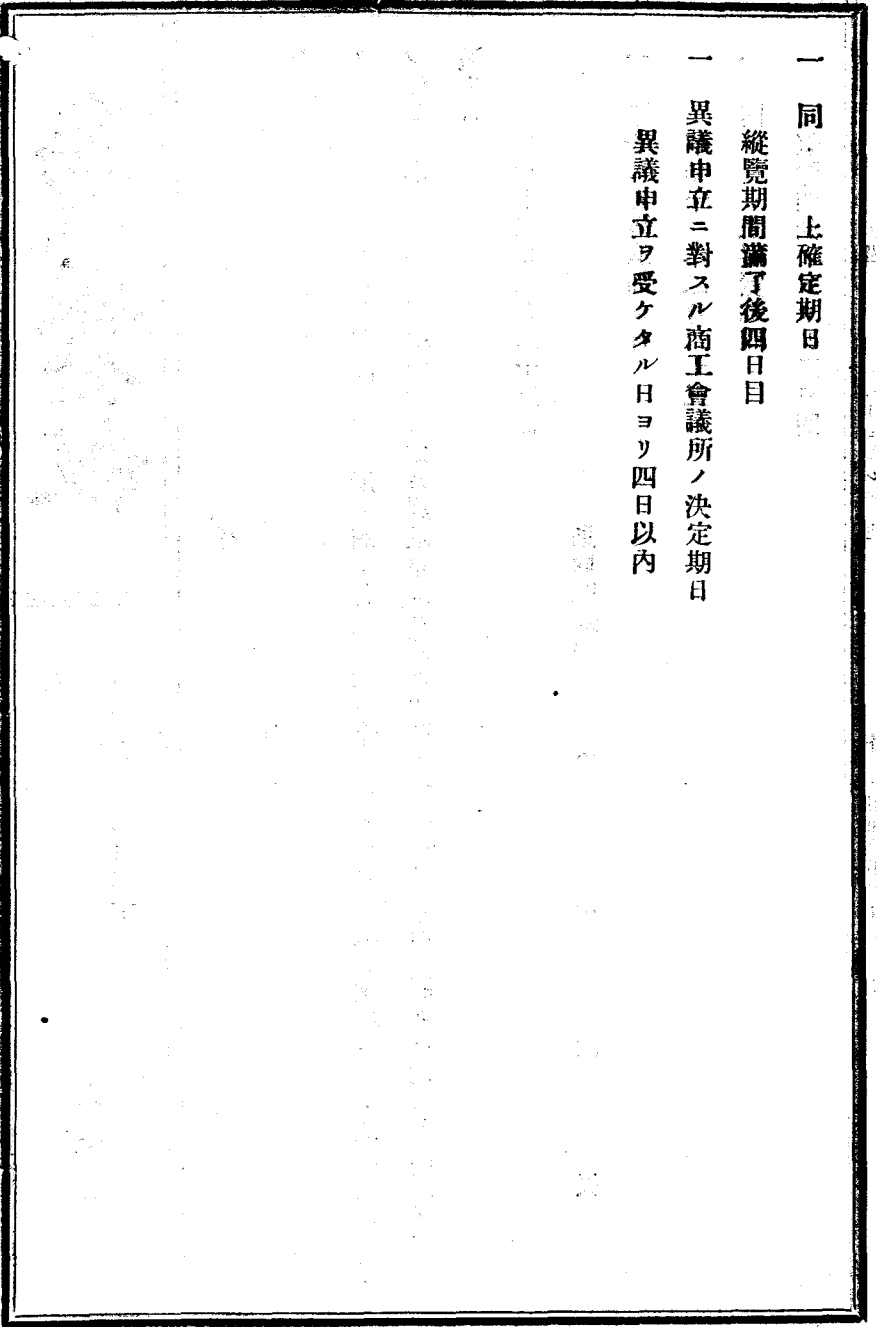 一 同 上確定期日
縱覽期間滿了後四日目
一 異議申立ニ對スル商工會議所ノ決定期日
異議申立ヲ受ケタル日ヨリ四日以內